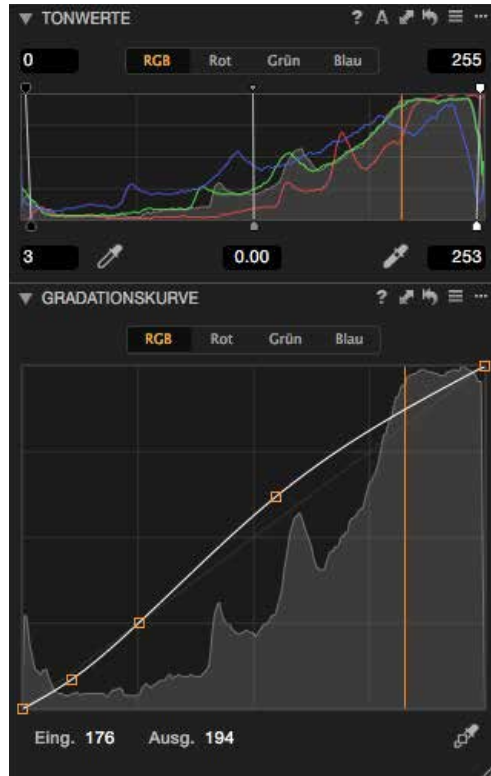 TONWERTE ? A
0 RGB Rot Grün Blau 255
3 0.00 253
GRADATIONSKURVE ?
RGB Rot Grün Blau
Eing. 176 Ausg. 194